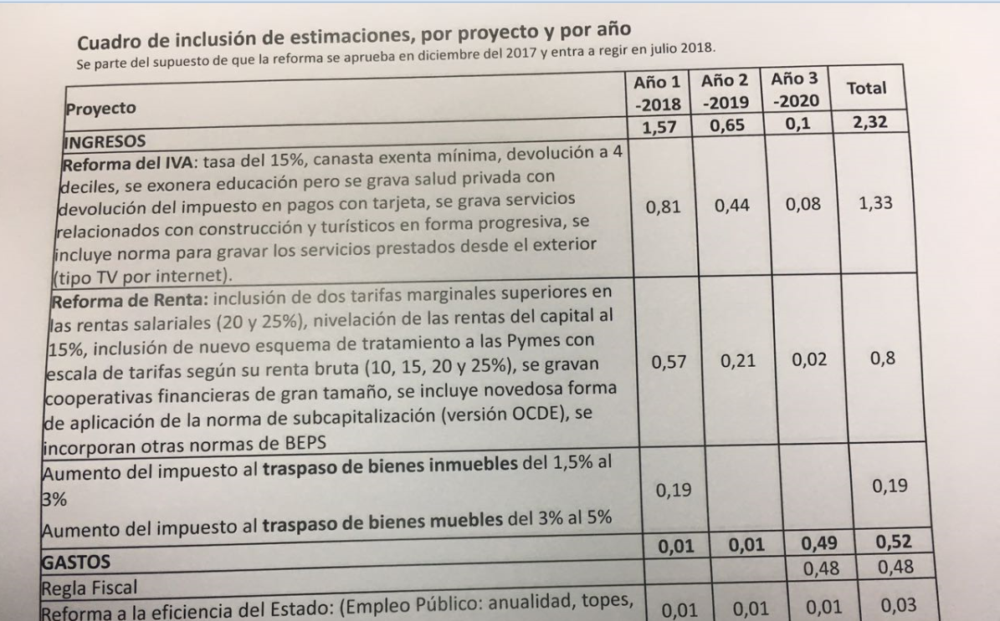 Cuadro de inclusión de estimaciones, por proyecto y por año
Se parte del supuesto de que la reforma se aprueba en diciembre del 2017 y entra a regir en julio 2018.
Proyecto
Año 1 -2018
Año 2 -2019
Año 3 -2020
Total
INGRESOS 1,57 0,65 0,1 2,32
Reforma del IVA: tasa del 15%, canasta exenta mínima, devolución a 4
deciles, se exonera educación pero se grava salud privada con
devolución del impuesto en pagos con tarjeta, se grava servicios
relacionados con construcción y turísticos en forma progresiva, se
incluye norma para gravar los servicios prestados desde el exterior
(tipo TV por internet).
0,81 0,44 0,08 1,33
Reforma de Renta: inclusión de dos tarifas marginales superiores en
las rentas salariales (20 y 25%), nivelación de las rentas del capital al
15%, inclusión de nuevo esquema de tratamiento a las Pymes con
escala de tarifas según su renta bruta (10, 15, 20 y 25%), se gravan
cooperativas financieras de gran tamaño, se incluye novedosa forma
de aplicación de la norma de subcapitalización (versión OCDE), se
incorporan otras normas de BEPS
0,57 0,21 0,02 0,8
Aumento del impuesto al traspaso de bienes inmuebles del 1,5% al
3%
Aumento del impuesto al traspaso de bienes muebles del 3% al 5%
0,19 0,19
GASTOS 0,01 0,01 0,49 0,52
Regla Fiscal 0,48 0,48
Reforma a la eficiencia del Estado: (Empleo Público: anualidad, topes,
0,01 0,01 0,01 0,03